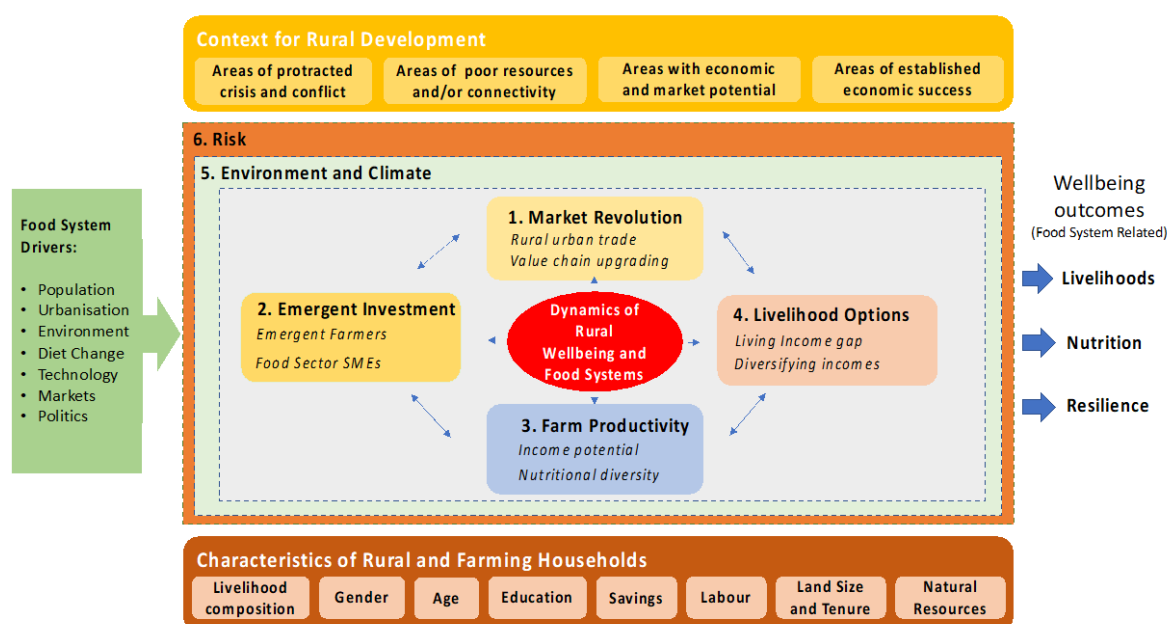 Context for Rural Development
Areas of protracted
crisis and conflict
Areas of poor resources
and/or connectivity
Areas with economic
and market potential
Areas of established
economic success
6. Risk
5. Environment and Climate
Food System
Drivers:
• Population
• Urbanisation
• Environment
• Diet Change
• Technology
• Markets
• Politics
1. Market Revolution
Rural urban trade
Value chain upgrading
2. Emergent Investment
Emergent Farmers
Food Sector SMEs
Dynamics of
Rural
Wellbeing and
Food Systems
4. Livelihood Options
Living Income gap
Diversifying incomes
3. Farm Productivity
Income potential
Nutritional diversity
Wellbeing
outcomes
(Food System Related)
Livelihoods
Nutrition
Resilience
Characteristics of Rural and Farming Households
Livelihood
composition
Gender
Age
Education
Savings
Labour
Land Size
and Tenure
Natural
Resources